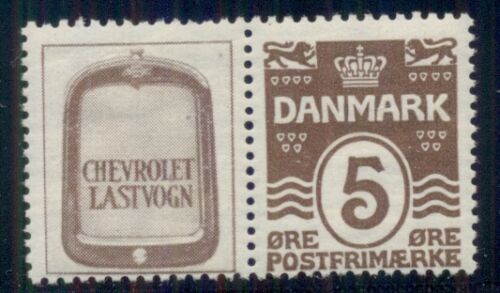 CHEVROLET
LASTVOGN
DANMARK
5
ØRE ØRE
POSTFRIMÆRKE